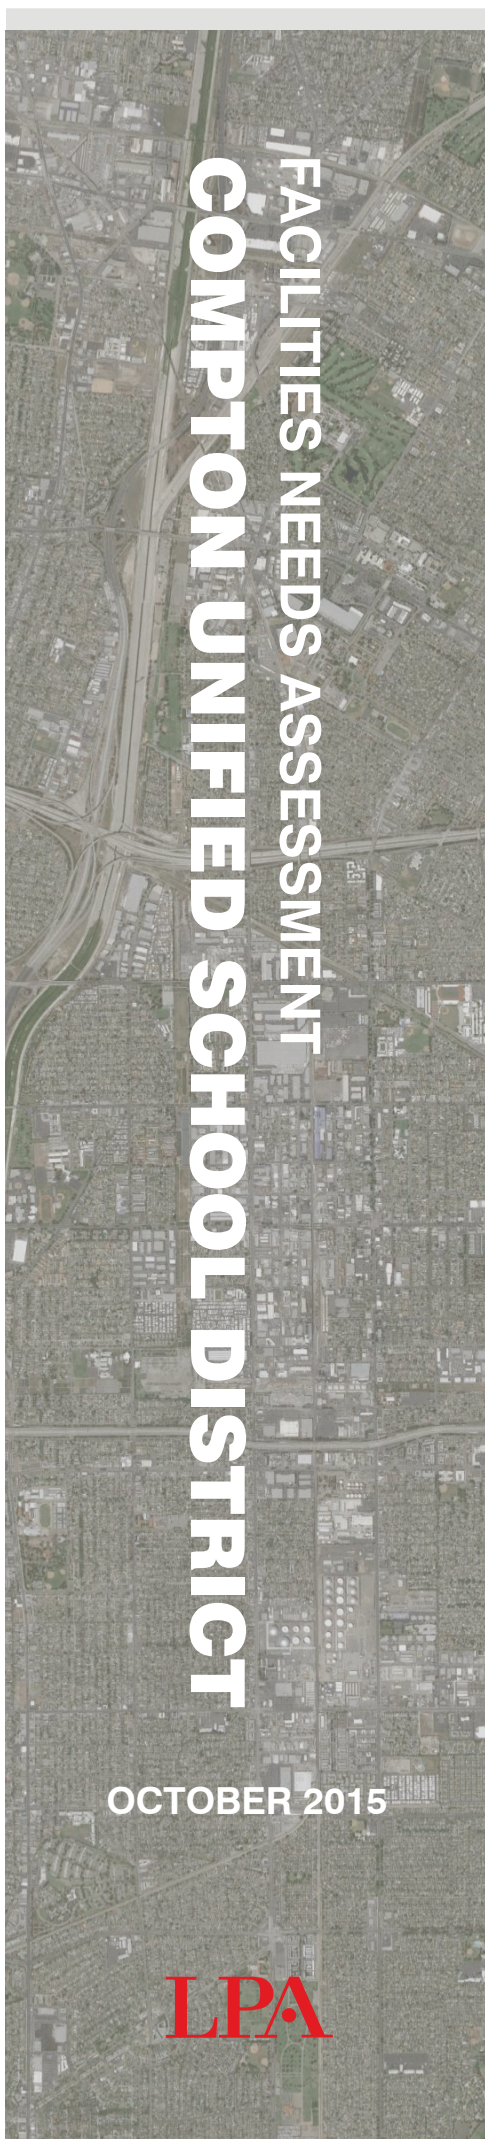 FACILITIES NEEDS ASSESSMENT
COMPTON UNIFIED SCHOOL DISTRICT
OCTOBER 2015
LPA